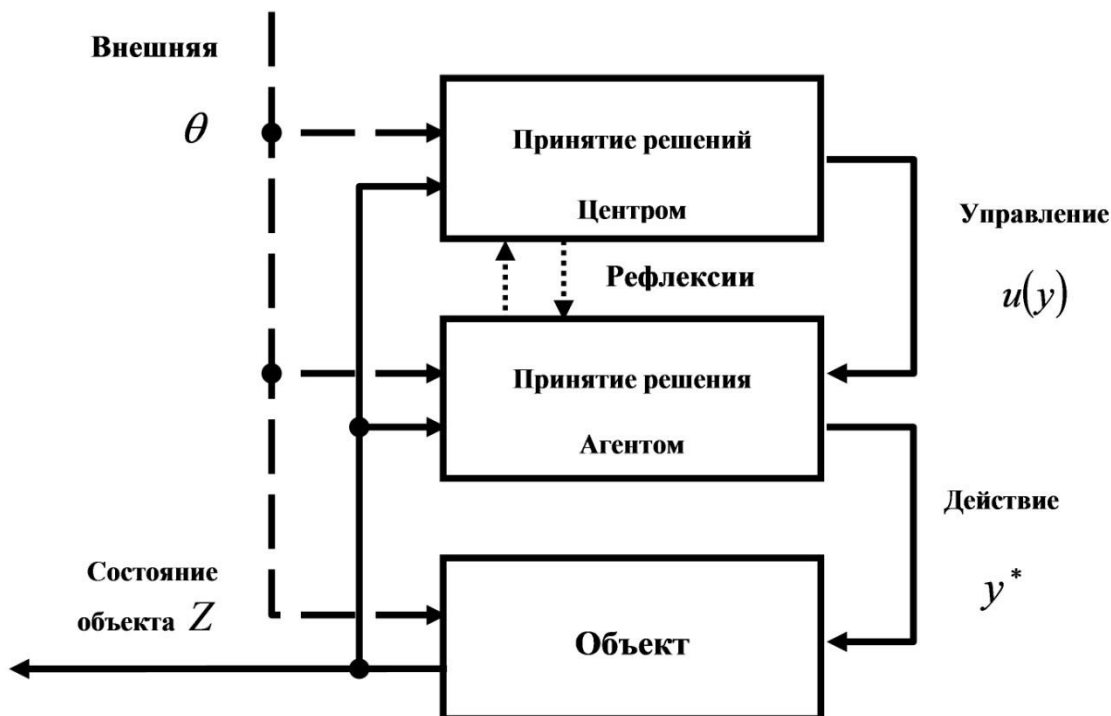 Внешняя
θ
Принятие решений
Центром
Управление
u(y)
Рефлексии
Принятие решения
Агентом
Действие
y*
Состояние
объекта Z
Объект